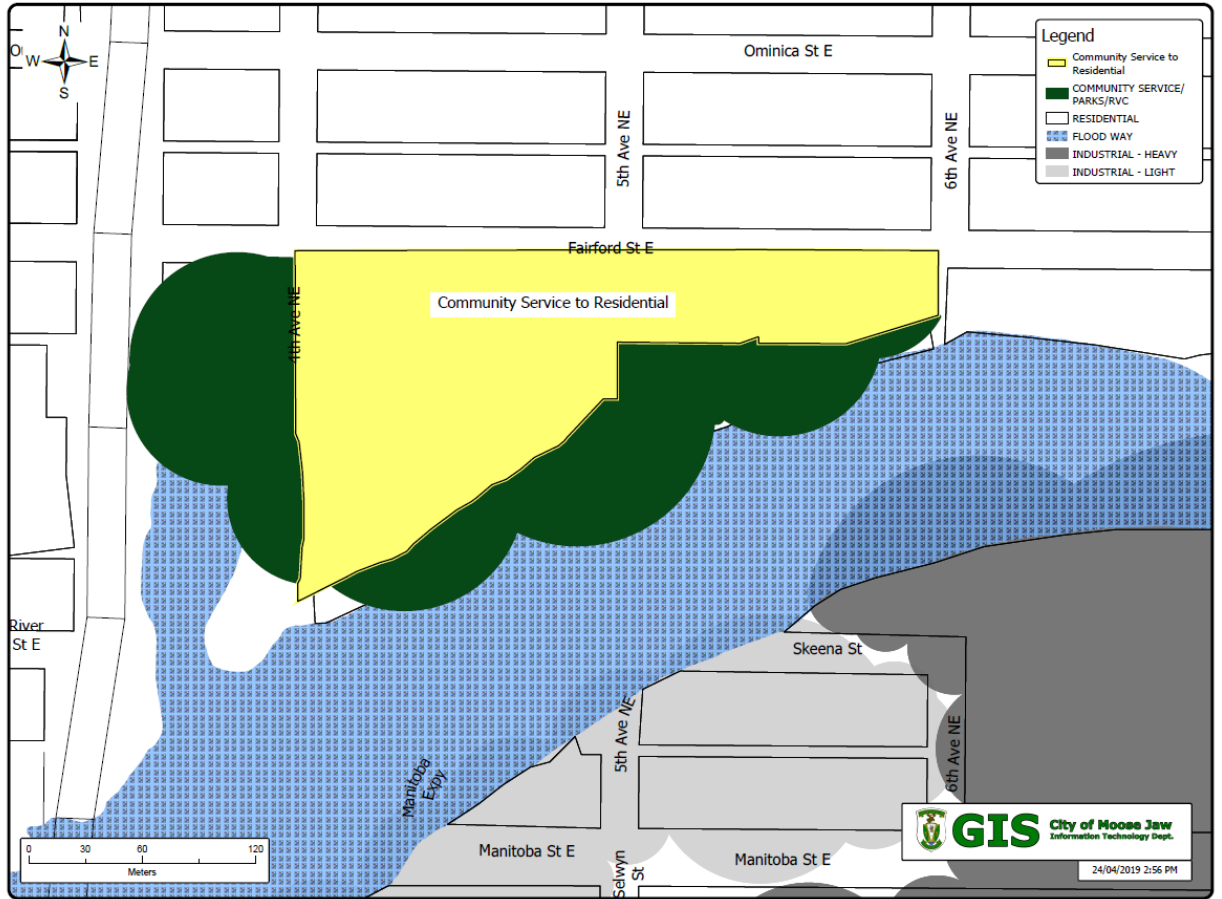 N
W E
S
Ominica St E
Legend
Community Service to
Residential
COMMUNITY SERVICE/
PARKS/RVC
RESIDENTIAL
FLOOD WAY
INDUSTRIAL - HEAVY
INDUSTRIAL - LIGHT
5th Ave NE
6th Ave NE
Fairford St E
Community Service to Residential
4th Ave NE
River
St E
Skeena St
5th Ave NE
6th Ave NE
Manitoba
Expy
Manitoba St E
Manitoba St E
Selwyn
St
0 30 60 120
Meters
GIS
City of Moose Jaw
Information Technology Dept.
24/04/2019 2:56 PM